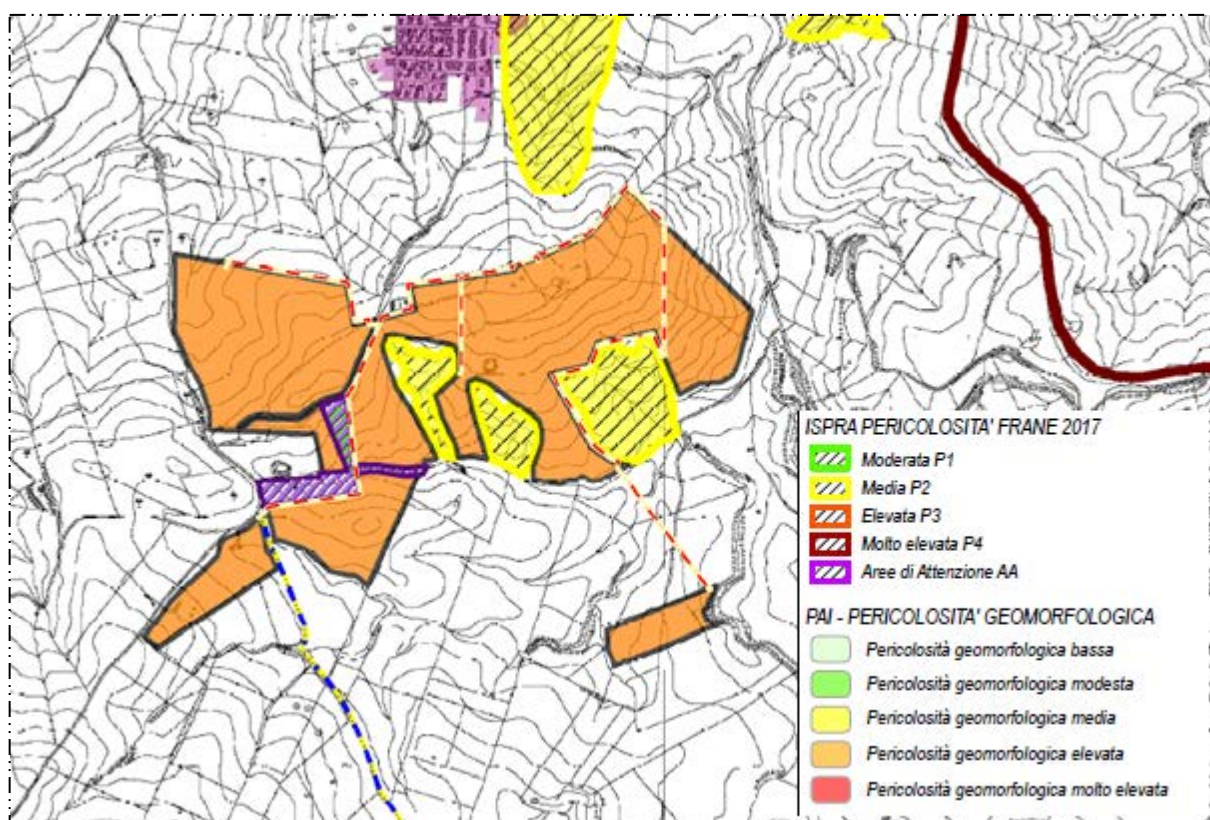 ISPRA PERICOLOSITA' FRANE 2017
Moderata P1
Media P2
Elevata P3
Molto elevata P4
Aree di Attenzione AA
PAI - PERICOLOSITA' GEOMORFOLOGICA
Pericolosità geomorfologica bassa
Pericolosità geomorfologica modesta
Pericolosità geomorfologica media
Pericolosità geomorfologica elevata
Pericolosità geomorfologica molto elevata